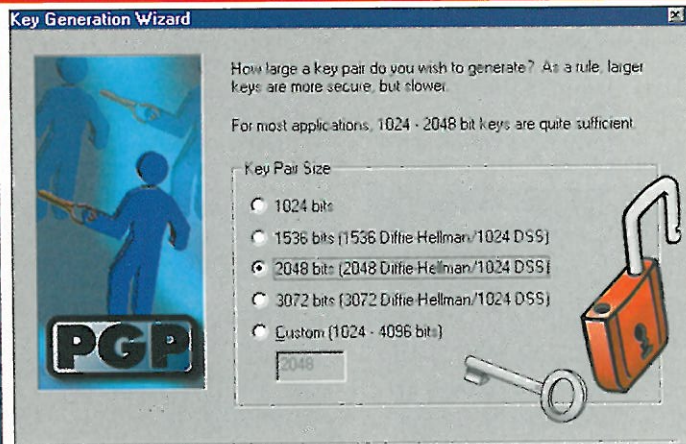 Key Generation Wizard
How large a key pair do you wish to generate? As a rule, larger
keys are more secure, but slower.
For most applications, 1024 - 2048 bit keys are quite sufficient.
Key Pair Size
1024 bits
1536 bits (1536 Diffie-Hellman/1024 DSS)
2048 bits (2048 Diffie-Hellman/1024 DSS)
3072 bits (3072 Diffie-Hellman/1024 DSS)
Custom (1024 - 4096 bits)
2048
PGP